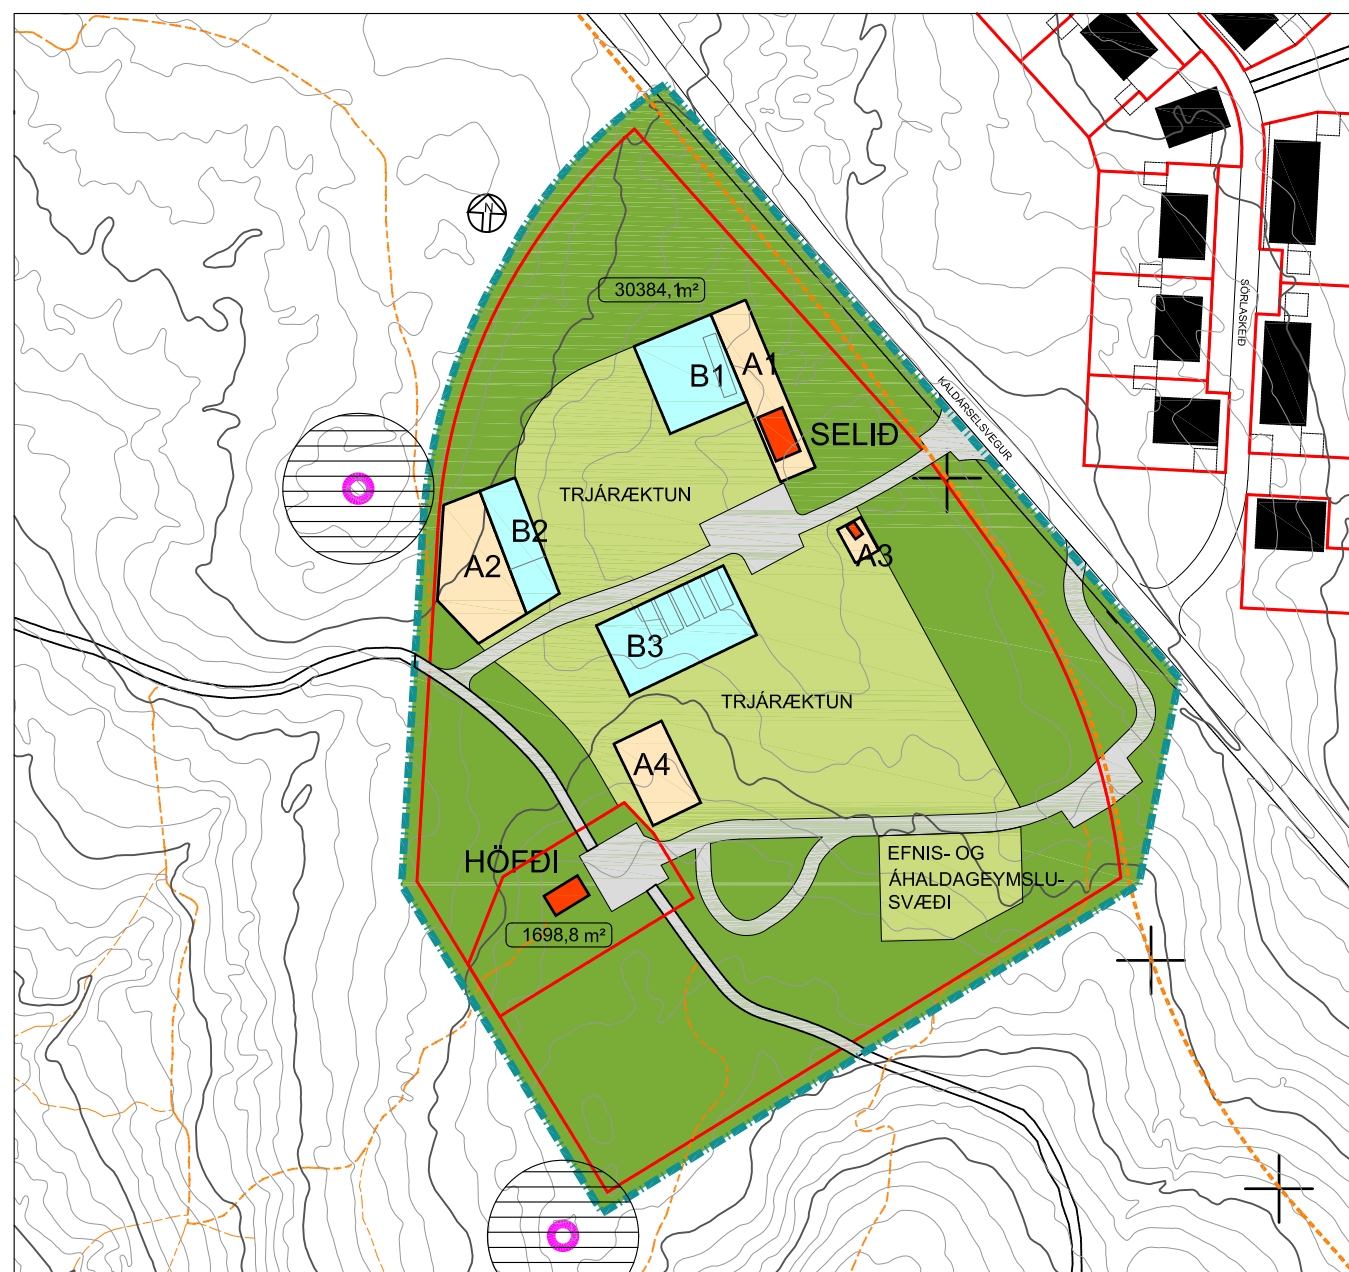 N
30384,1m²
SÖRLASKEIÐ
B1
A1
KALDÁRSELSVEGUR
SELIÐ
TRJÁRÆKTUN
B2
A2
A3
B3
TRJÁRÆKTUN
A4
HÖFÐI
EFNIS- OG
ÁHALDAGEYMSLU-
SVÆÐI
1698,8 m²